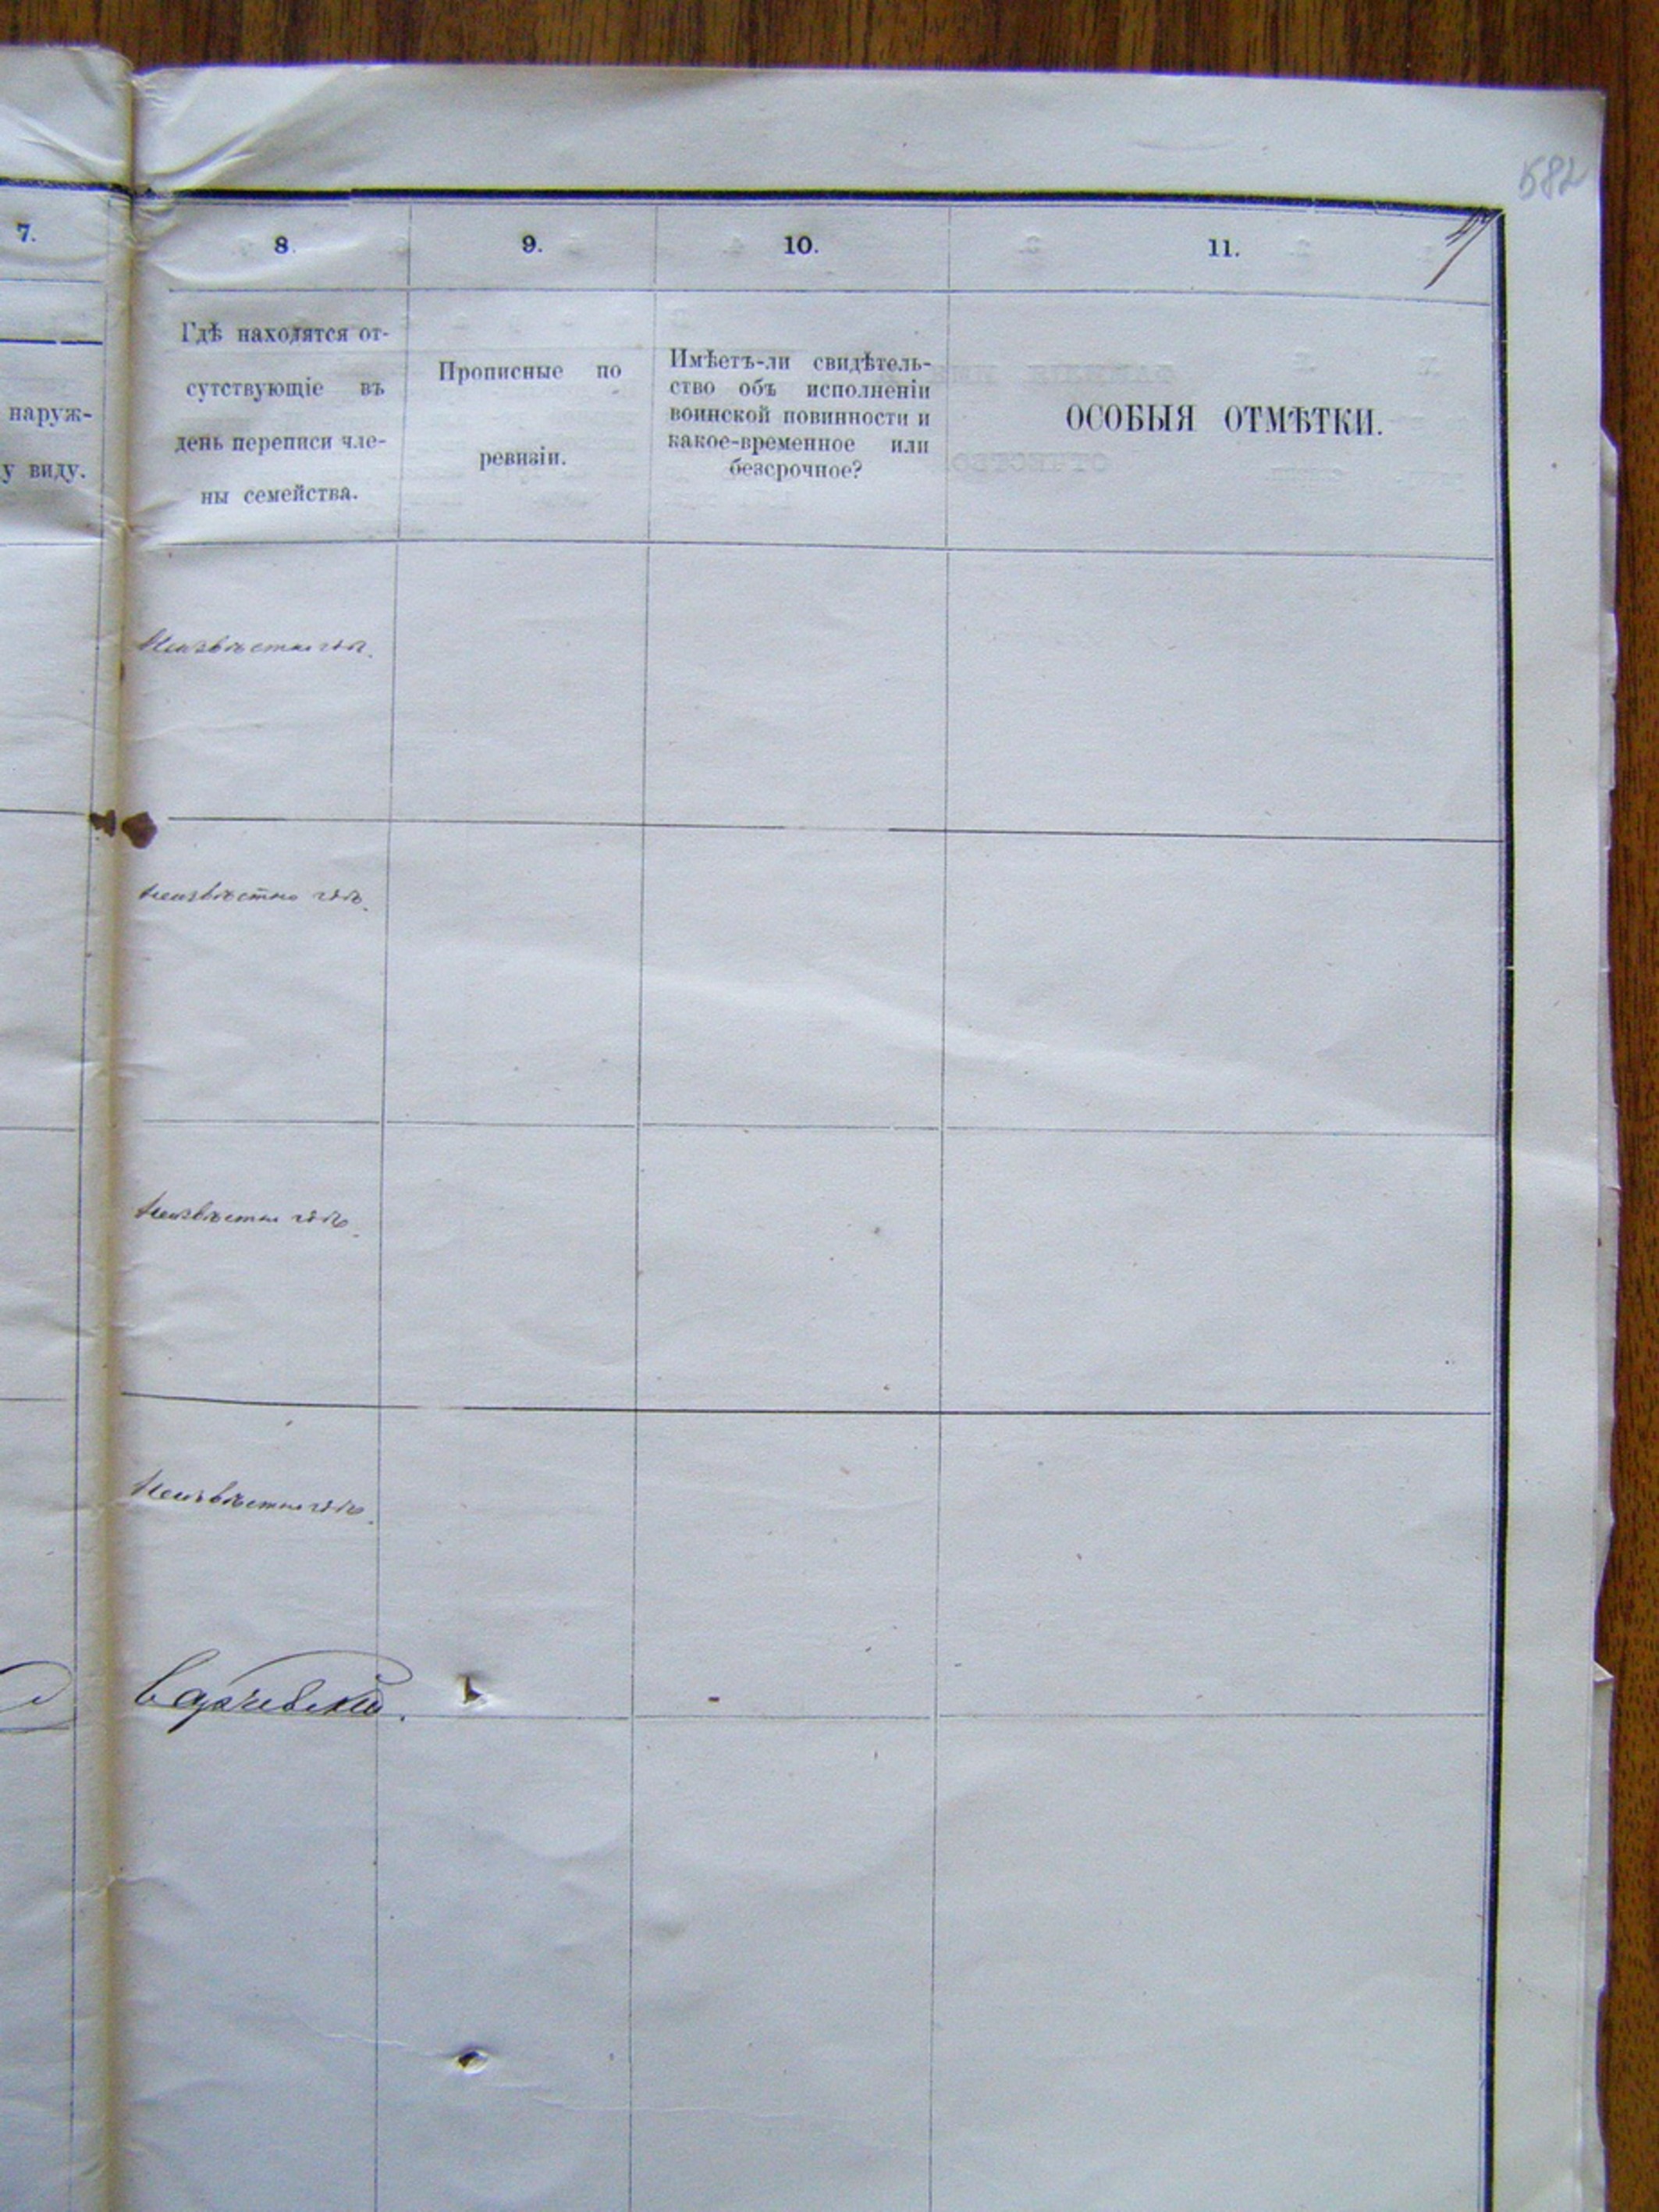 582
47
7.
8.
9.
10.
11.
наруж-
у виду.
Гдѣ находятся от-
сутствующіе въ
день переписи чле-
ны семейства.
Прописные по
ревизіи.
Имѣетъ-ли свидѣтель-
ство объ исполненіи
воинской повинности и
какое-временное или
безсрочное?
ОСОБЫЯ ОТМѢТКИ.
Неизвѣстно гдѣ.
Неизвѣстно гдѣ.
Неизвѣстно гдѣ.
Неизвѣстно гдѣ.